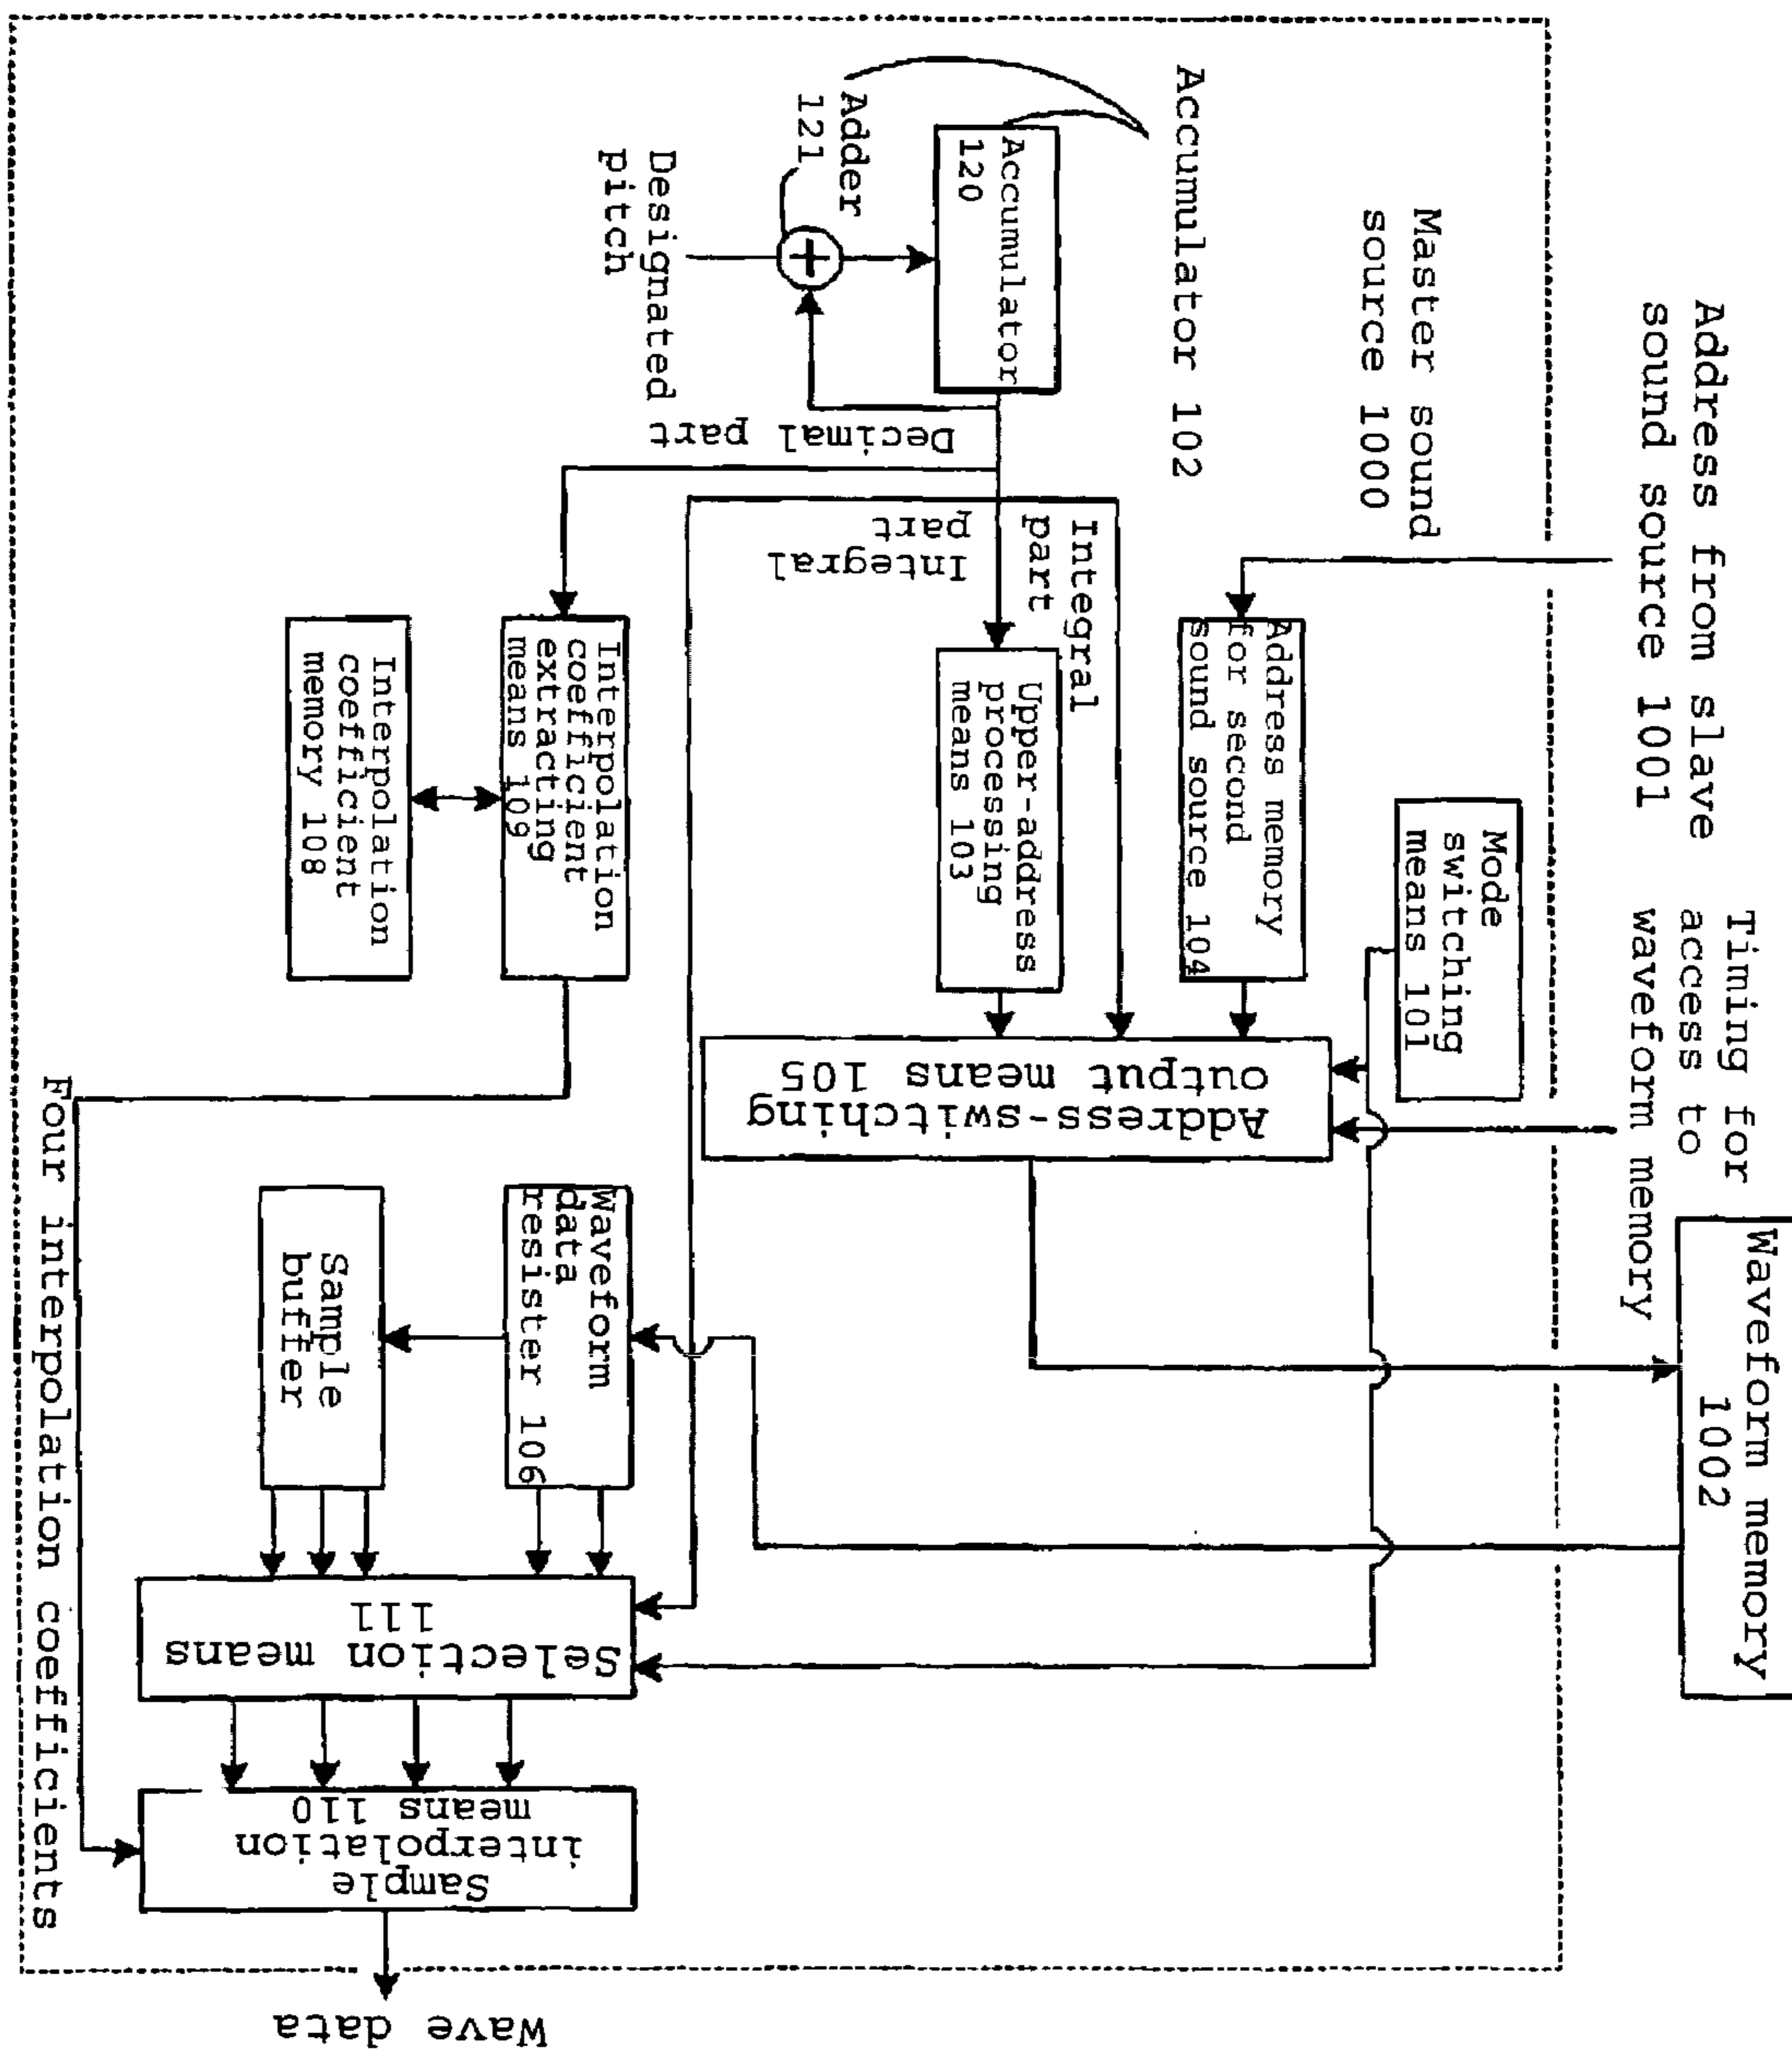 Address from slave
sound source 1001
Timing for
access to
waveform memory
Waveform memory
1002
Master sound
source 1000
Mode
switching
means 101
Accumulator 102
Address memory
for second
sound source 104
Accumulator
120
Adder
121
Designated
pitch
Decimal part
Integral
part
Integral
part
Upper-address
processing
means 103
Address-switching
output means 105
Interpolation
coefficient
extracting
means 109
Interpolation
coefficient
memory 108
Waveform
data
resister 106
Sample
buffer
Selection means
111
Sample
interpolation
means 110
Four interpolation coefficients
Wave data